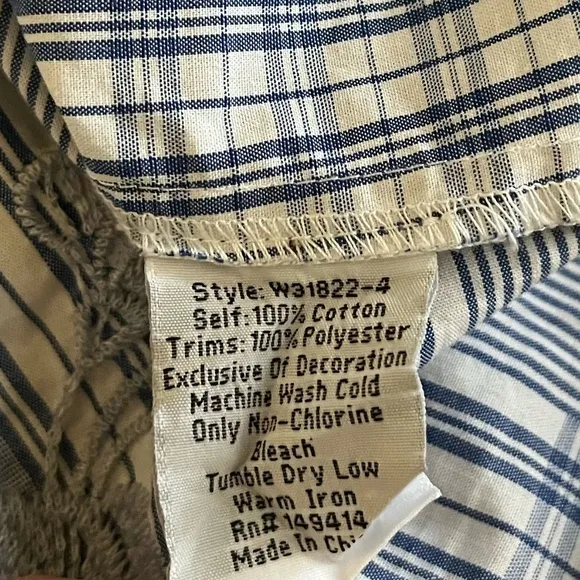 Style: W31822-4
Self: 100% Cotton
Trims: 100% Polyester
Exclusive Of Decoration
Machine Wash Cold
Only Non-Chlorine
Bleach
Tumble Dry Low
Warm Iron
Rn# 149414
Made In